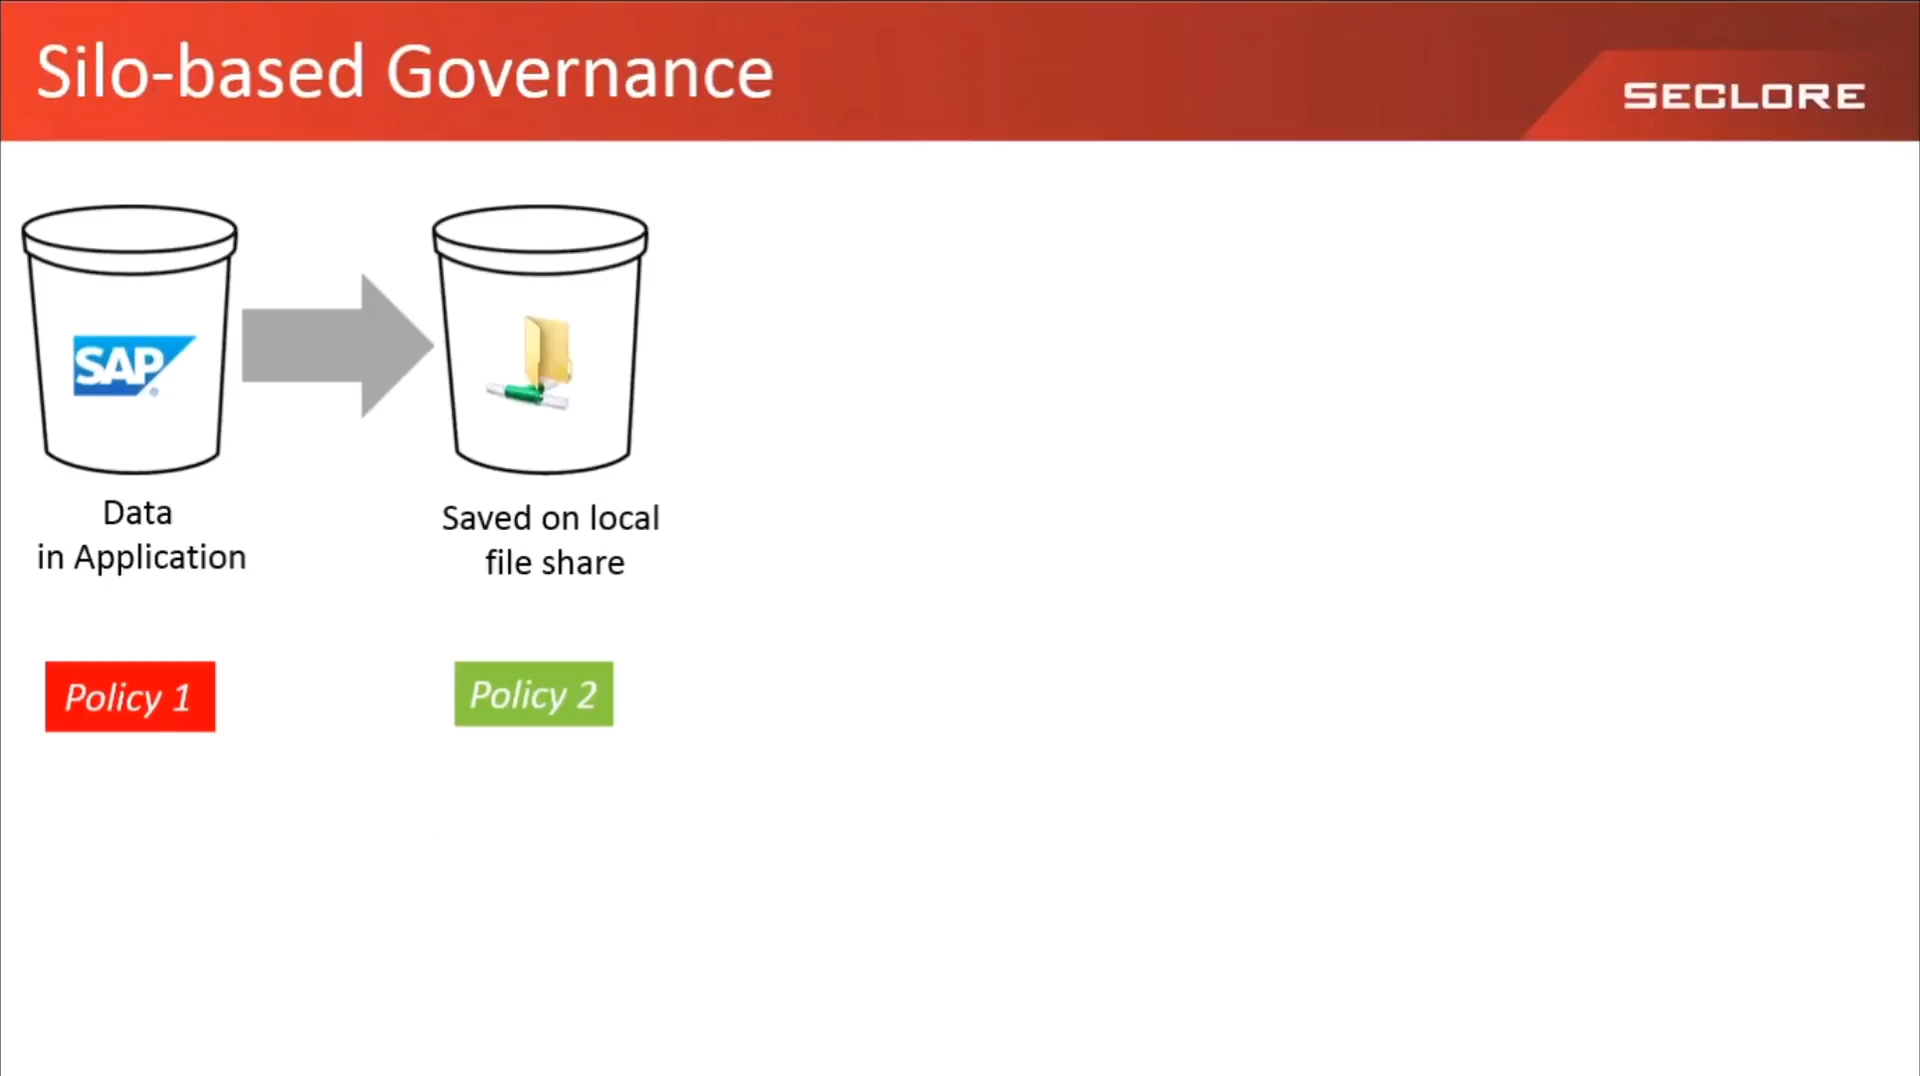 Silo-based Governance
SECLORE
SAP
Data
in Application
Saved on local
file share
Policy 1
Policy 2